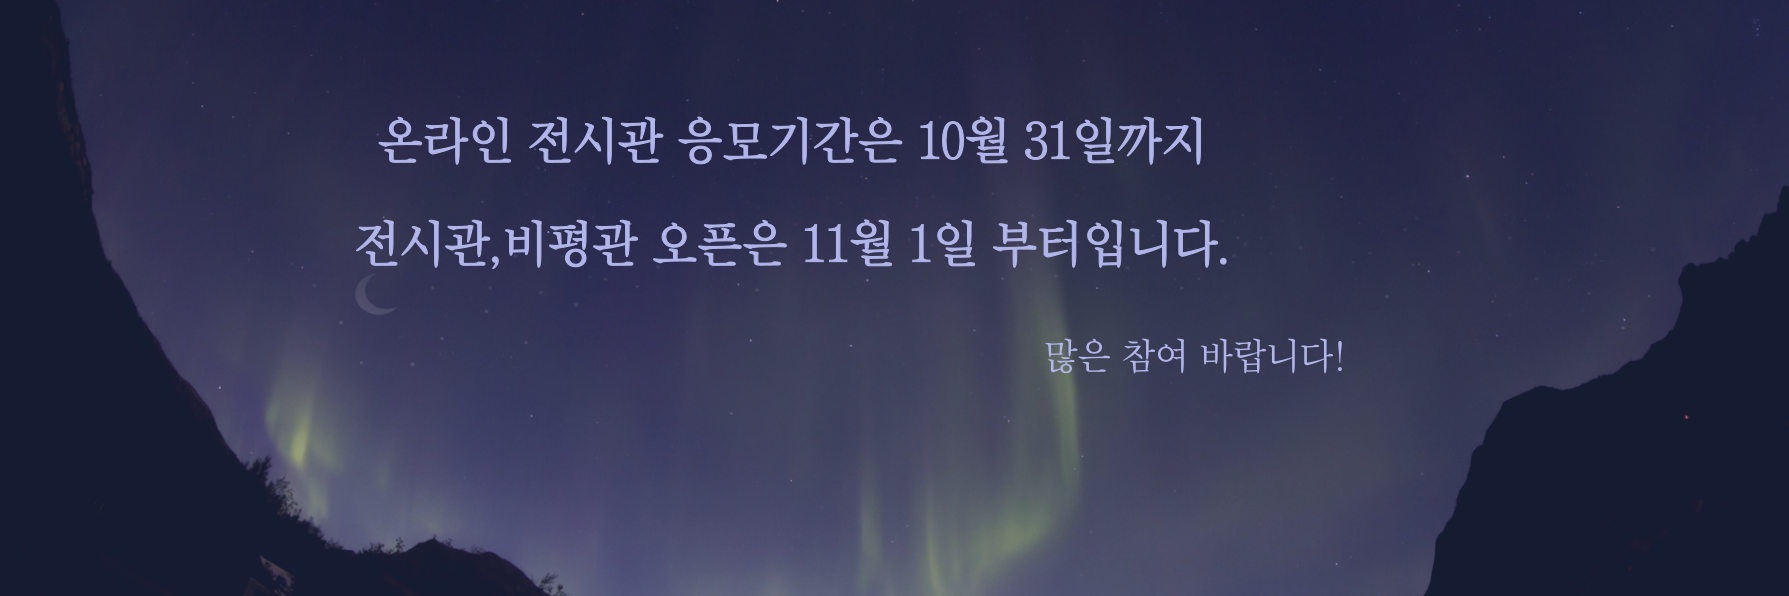 온라인 전시관 응모기간은 10월 31일까지
전시관,비평관 오픈은 11월 1일 부터입니다.
많은 참여 바랍니다!